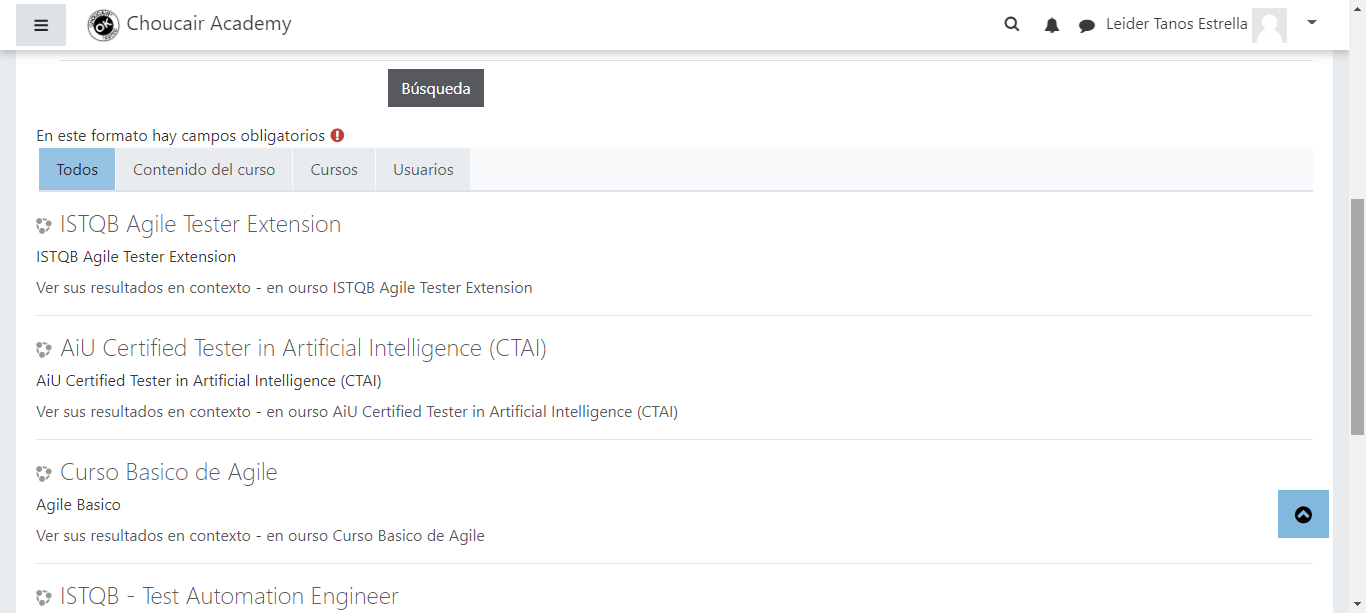 Choucair Academy
Leider Tanos Estrella
Búsqueda
En este formato hay campos obligatorios
Todos
Contenido del curso
Cursos
Usuarios
ISTQB Agile Tester Extension
ISTQB Agile Tester Extension
Ver sus resultados en contexto - en ourso ISTQB Agile Tester Extension
AiU Certified Tester in Artificial Intelligence (CTAI)
AiU Certified Tester in Artificial Intelligence (CTAI)
Ver sus resultados en contexto - en ourso AiU Certified Tester in Artificial Intelligence (CTAI)
Curso Basico de Agile
Agile Basico
Ver sus resultados en contexto - en ourso Curso Basico de Agile
ISTQB - Test Automation Engineer